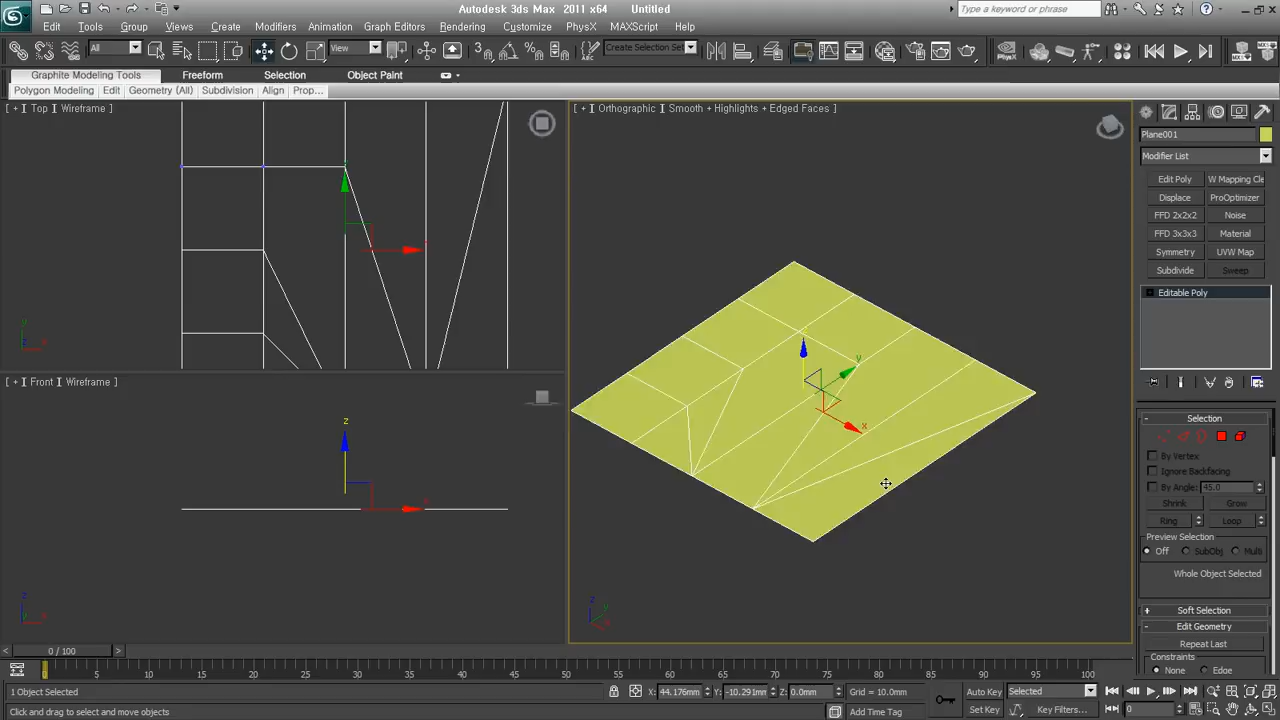 Autodesk 3ds Max 2011 x64 Untitled
Type a keyword or phrase
Edit Tools Group Views Create Modifiers Animation Graph Editors Rendering Customize PhysX MAXScript Help
All View Create Selection Set PhysX
Graphite Modeling Tools Freeform Selection Object Paint
Polygon Modeling Edit Geometry (All) Subdivision Align Prop...
[ + ] Top ] Wireframe ]
[ + ] Orthographic ] Smooth + Highlights + Edged Faces ]
Plane001
Modifier List
Edit Poly W Mapping Cle
Displace ProOptimizer
FFD 2x2x2 Noise
FFD 3x3x3 Material
Symmetry UVW Map
Subdivide Sweep
Editable Poly
[ + ] Front ] Wireframe ]
z
y
x
Selection
By Vertex
Ignore Backfacing
By Angle: 45.0
Shrink Grow
Ring Loop
Preview Selection
Off SubObj Multi
Whole Object Selected
Soft Selection
Edit Geometry
Repeat Last
Constraints
None Edge
< 0 / 100 >
0 5 10 15 20 25 30 35 40 45 50 55 60 65 70 75 80 85 90 95 100
1 Object Selected X: 44.176mm Y: -10.291mm Z: 0.0mm Grid = 10.0mm Auto Key Selected
Click and drag to select and move objects Add Time Tag Set Key Key Filters... 0